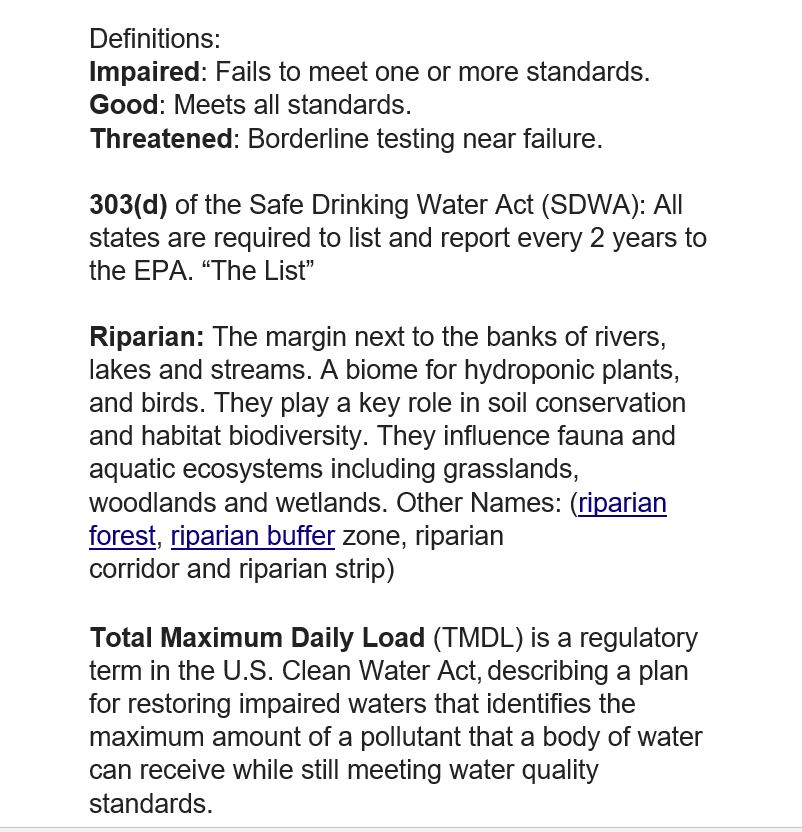 Definitions:
Impaired: Fails to meet one or more standards.
Good: Meets all standards.
Threatened: Borderline testing near failure.
303(d) of the Safe Drinking Water Act (SDWA): All
states are required to list and report every 2 years to
the EPA. “The List”
Riparian: The margin next to the banks of rivers,
lakes and streams. A biome for hydroponic plants,
and birds. They play a key role in soil conservation
and habitat biodiversity. They influence fauna and
aquatic ecosystems including grasslands,
woodlands and wetlands. Other Names: (riparian
forest, riparian buffer zone, riparian
corridor and riparian strip)
Total Maximum Daily Load (TMDL) is a regulatory
term in the U.S. Clean Water Act, describing a plan
for restoring impaired waters that identifies the
maximum amount of a pollutant that a body of water
can receive while still meeting water quality
standards.